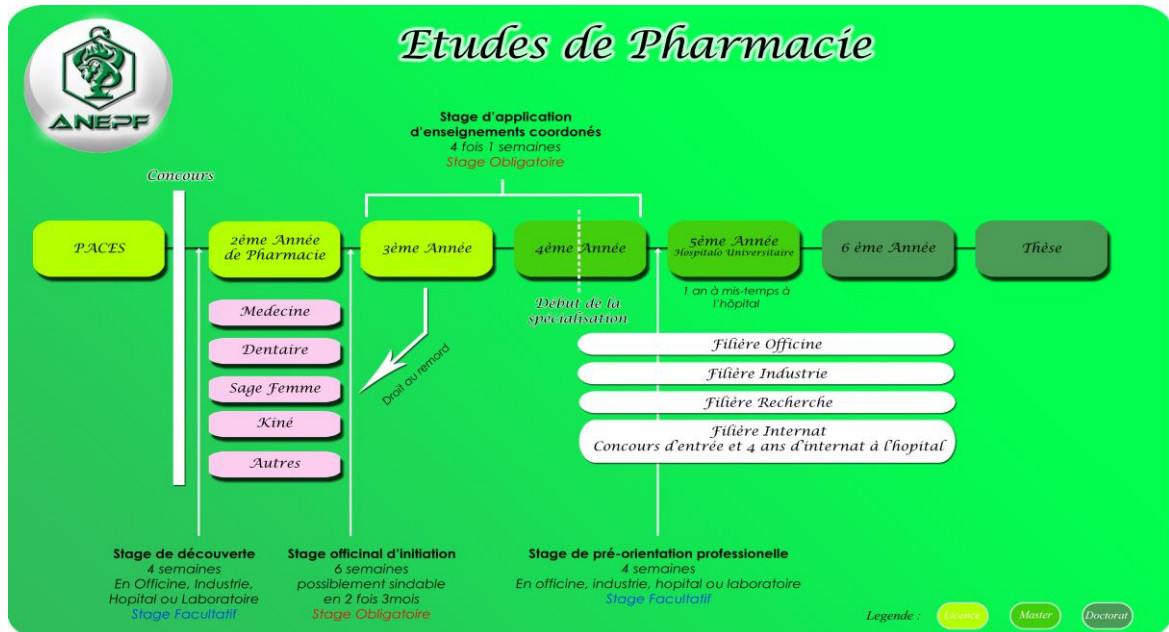 Etudes de Pharmacie
ANEPF
Stage d'application
d'enseignements coordonés
4 fois 1 semaines
Stage Obligatoire
Concours
PACES
2ème Année
de Pharmacie
3ème Année
4ème Année
5ème Année
Hospitalo Universitaire
6 ème Année
Thèse
1 an à mis-temps à
l'hôpital
Début de la
spécialisation
Medecine
Dentaire
Sage Femme
Kiné
Autres
Droit au remord
Filière Officine
Filière Industrie
Filière Recherche
Filière Internat
Concours d'entrée et 4 ans d'internat à l'hopital
Stage de découverte
4 semaines
En Officine, Industrie,
Hopital ou Laboratoire
Stage Facultatif
Stage officinal d'initiation
6 semaines
possiblement sindable
en 2 fois 3mois
Stage Obligatoire
Stage de pré-orientation professionelle
4 semaines
En officine, industrie, hopital ou laboratoire
Stage Facultatif
Legende :
Licence
Master
Doctorat